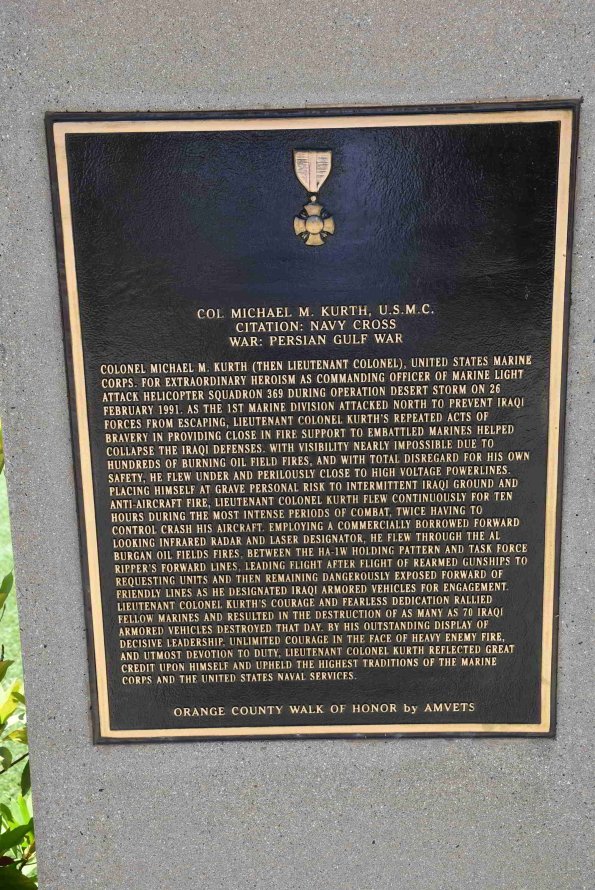 COL MICHAEL M. KURTH, U.S.M.C.
CITATION: NAVY CROSS
WAR: PERSIAN GULF WAR
COLONEL MICHAEL M. KURTH (THEN LIEUTENANT COLONEL), UNITED STATES MARINE
CORPS. FOR EXTRAORDINARY HEROISM AS COMMANDING OFFICER OF MARINE LIGHT
ATTACK HELICOPTER SQUADRON 369 DURING OPERATION DESERT STORM ON 26
FEBRUARY 1991. AS THE 1ST MARINE DIVISION ATTACKED NORTH TO PREVENT IRAQI
FORCES FROM ESCAPING, LIEUTENANT COLONEL KURTH'S REPEATED ACTS OF
BRAVERY IN PROVIDING CLOSE IN FIRE SUPPORT TO EMBATTLED MARINES HELPED
COLLAPSE THE IRAQI DEFENSES. WITH VISIBILITY NEARLY IMPOSSIBLE DUE TO
HUNDREDS OF BURNING OIL FIELD FIRES, AND WITH TOTAL DISREGARD FOR HIS OWN
SAFETY, HE FLEW UNDER AND PERILOUSLY CLOSE TO HIGH VOLTAGE POWERLINES.
PLACING HIMSELF AT GRAVE PERSONAL RISK TO INTERMITTENT IRAQI GROUND AND
ANTI-AIRCRAFT FIRE, LIEUTENANT COLONEL KURTH FLEW CONTINUOUSLY FOR TEN
HOURS DURING THE MOST INTENSE PERIODS OF COMBAT, TWICE HAVING TO
CONTROL CRASH HIS AIRCRAFT. EMPLOYING A COMMERCIALLY BORROWED FORWARD
LOOKING INFRARED RADAR AND LASER DESIGNATOR, HE FLEW THROUGH THE AL
BURGAN OIL FIELDS FIRES, BETWEEN THE HA-1W HOLDING PATTERN AND TASK FORCE
RIPPER'S FORWARD LINES, LEADING FLIGHT AFTER FLIGHT OF REARMED GUNSHIPS TO
REQUESTING UNITS AND THEN REMAINING DANGEROUSLY EXPOSED FORWARD OF
FRIENDLY LINES AS HE DESIGNATED IRAQI ARMORED VEHICLES FOR ENGAGEMENT.
LIEUTENANT COLONEL KURTH'S COURAGE AND FEARLESS DEDICATION RALLIED
FELLOW MARINES AND RESULTED IN THE DESTRUCTION OF AS MANY AS 70 IRAQI
ARMORED VEHICLES DESTROYED THAT DAY. BY HIS OUTSTANDING DISPLAY OF
DECISIVE LEADERSHIP, UNLIMITED COURAGE IN THE FACE OF HEAVY ENEMY FIRE,
AND UTMOST DEVOTION TO DUTY, LIEUTENANT COLONEL KURTH REFLECTED GREAT
CREDIT UPON HIMSELF AND UPHELD THE HIGHEST TRADITIONS OF THE MARINE
CORPS AND THE UNITED STATES NAVAL SERVICES.
ORANGE COUNTY WALK OF HONOR by AMVETS